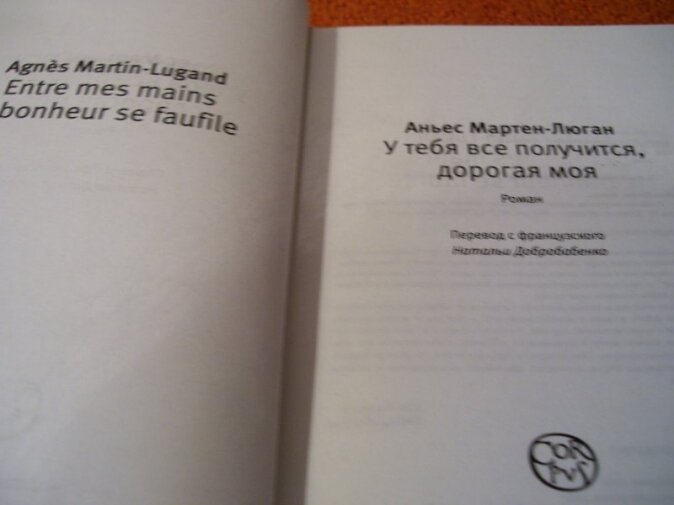 Agnès Martin-Lugand
Entre mes mains
bonheur se faufile
Аньес Мартен-Люган
У тебя все получится,
дорогая моя
Роман
Перевод с французского
Натальи Добробабенко
CORPUS